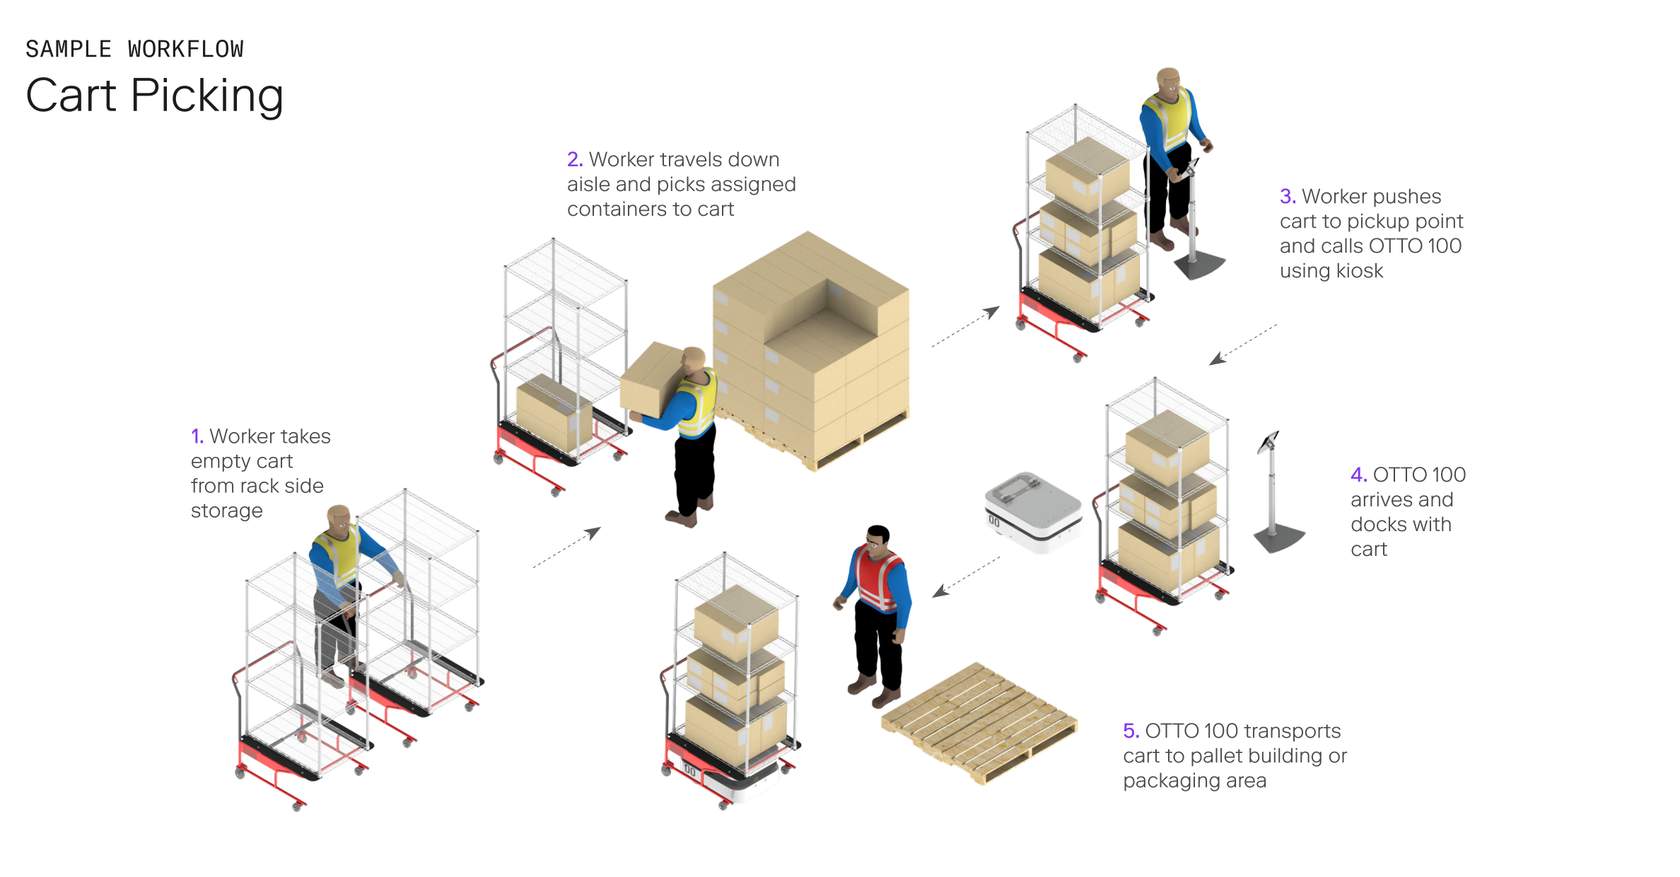 SAMPLE WORKFLOW
Cart Picking
1. Worker takes
empty cart
from rack side
storage
2. Worker travels down
aisle and picks assigned
containers to cart
3. Worker pushes
cart to pickup point
and calls OTTO 100
using kiosk
4. OTTO 100
arrives and
docks with
cart
5. OTTO 100 transports
cart to pallet building or
packaging area